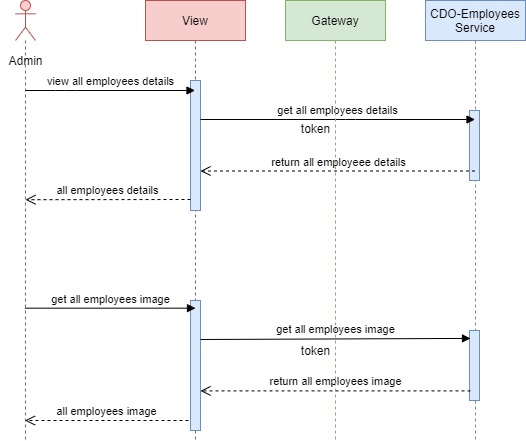 View
Gateway
CDO-Employees
Service
Admin
view all employees details
get all employees details
token
return all employeee details
all employees details
get all employees image
get all employees image
token
return all employees image
all employees image